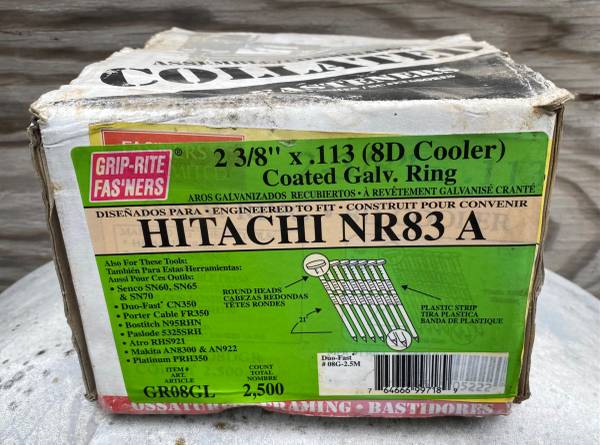 COLLATED
FASTENERS
GRIP-RITE
FAS'NERS
®
2 3/8" x .113 (8D Cooler)
Coated Galv. Ring
AROS GALVANIZADOS RECUBIERTOS • À REVÊTEMENT GALVANISÉ CRANTÉ
DISEÑADOS PARA • ENGINEERED TO FIT • CONSTRUIT POUR CONVENIR
HITACHI NR83 A
Also For These Tools:
También Para Estas Herramientas:
Aussi Pour Ces Outils:
• Senco SN60, SN65
& SN70
• Duo-Fast® CN350
• Porter Cable FR350
• Bostitch N95RHN
• Paslode 5325SRH
• Atro RHS921
• Makita AN8300 & AN922
• Platinum PRH350
ROUND HEADS
CABEZAS REDONDAS
TÊTES RONDES
21°
PLASTIC STRIP
TIRA PLASTICA
BANDA DE PLASTIQUE
ITEM #
ART.
ARTICLE
GR08GL
COUNT
TOTAL
NOMBRE
2,500
Duo-Fast®
# 08G-2.5M
7 64666 99718 9
05222
OSSATURE • FRAMING • BASTIDORES